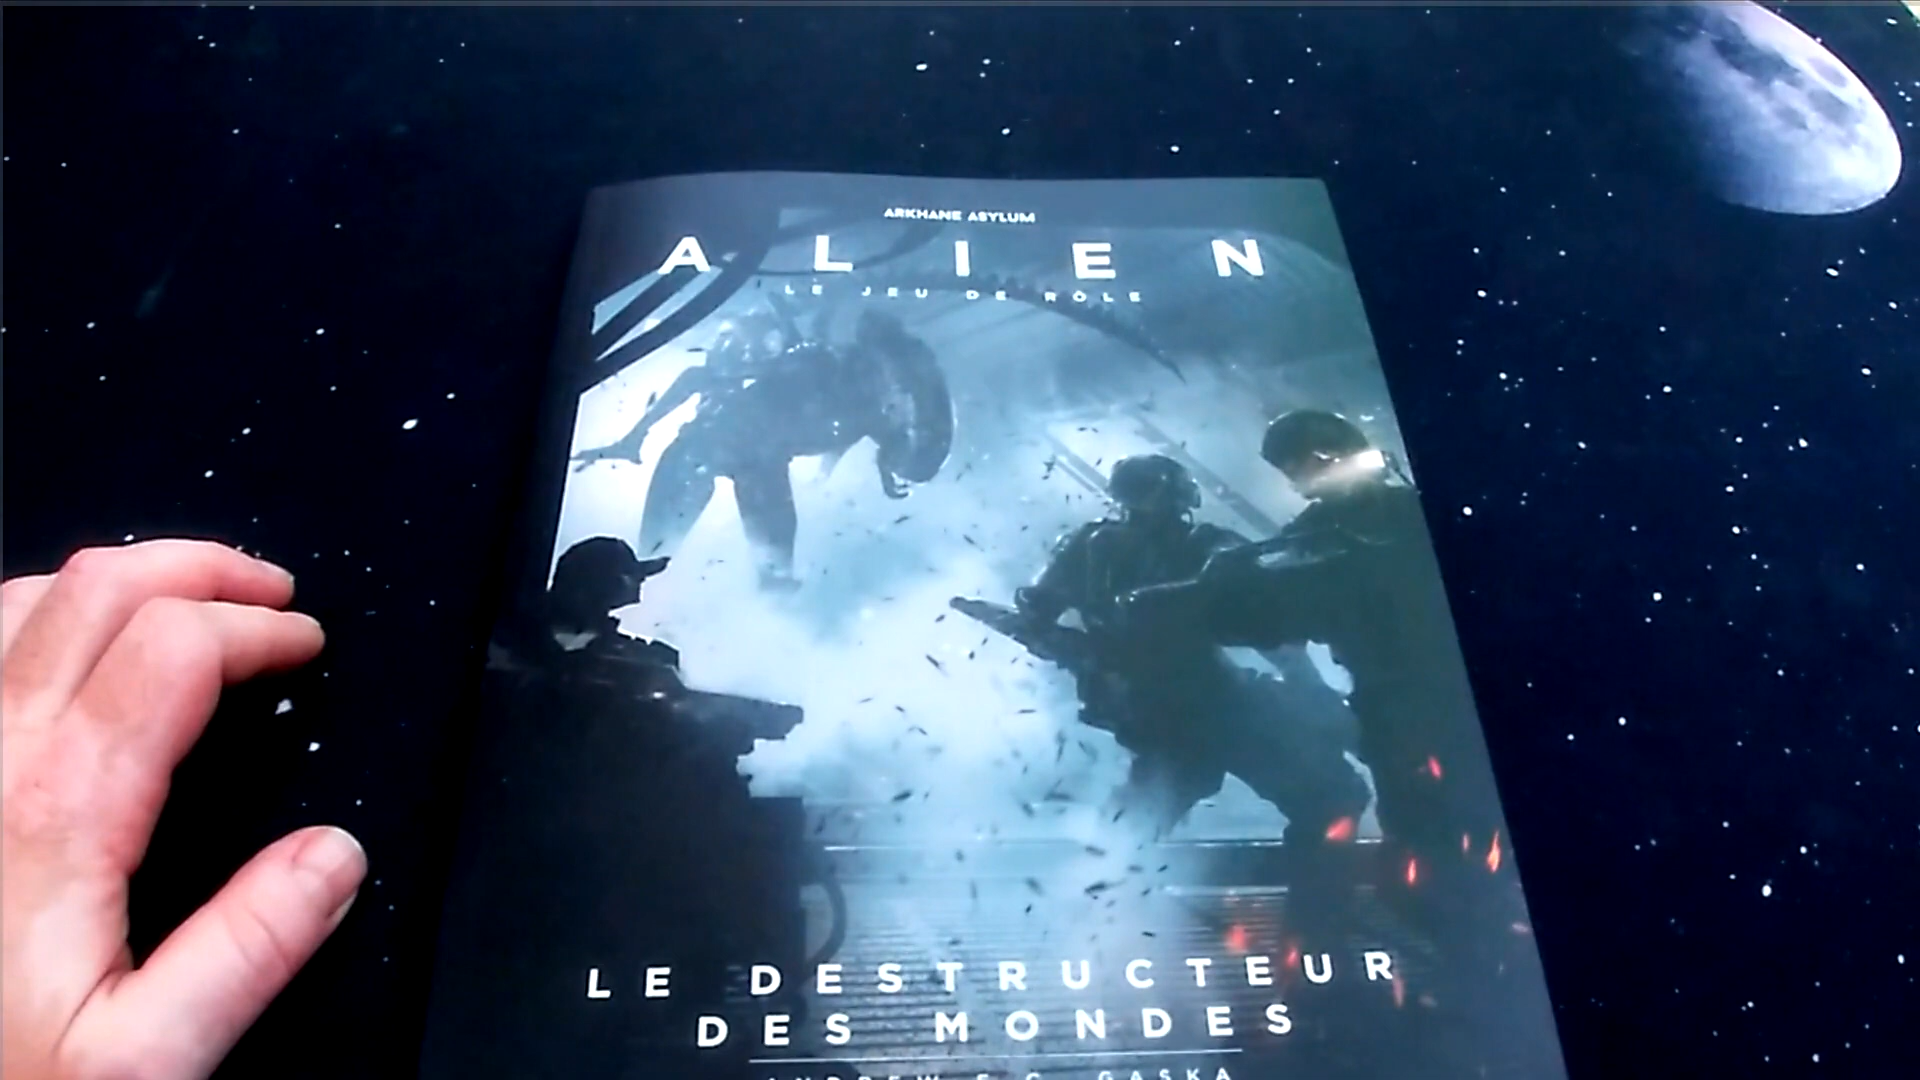 ARKHANE ASYLUM
ALIEN
LE JEU DE RÔLE
LE DESTRUCTEUR
DES MONDES
ANDREW E.C. GASKA